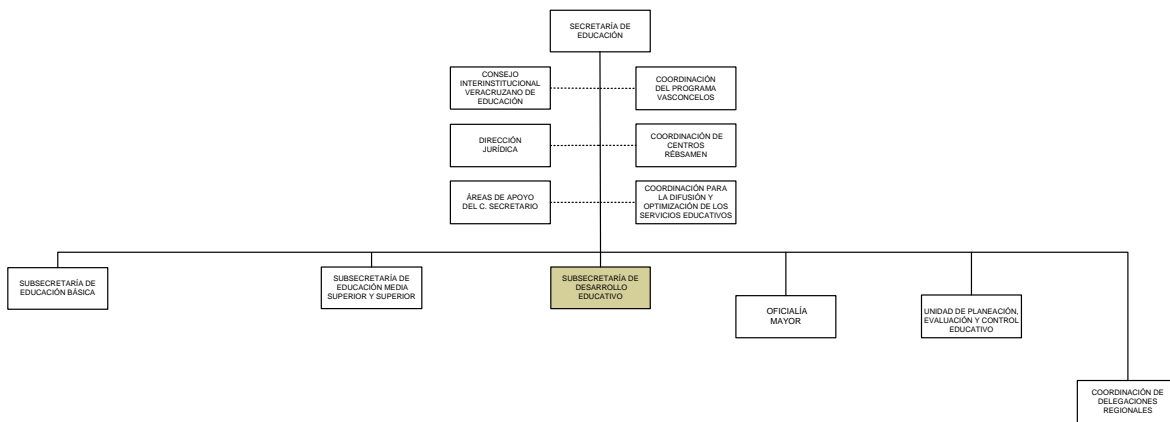 SECRETARÍA DE
EDUCACIÓN
CONSEJO
INTERINSTITUCIONAL
VERACRUZANO DE
EDUCACIÓN
COORDINACIÓN
DEL PROGRAMA
VASCONCELOS
DIRECCIÓN
JURÍDICA
COORDINACIÓN DE
CENTROS
RÉBSAMEN
ÁREAS DE APOYO
DEL C. SECRETARIO
COORDINACIÓN PARA
LA DIFUSIÓN Y
OPTIMIZACIÓN DE LOS
SERVICIOS EDUCATIVOS
SUBSECRETARÍA DE
EDUCACIÓN BÁSICA
SUBSECRETARÍA DE
EDUCACIÓN MEDIA
SUPERIOR Y SUPERIOR
SUBSECRETARÍA DE
DESARROLLO
EDUCATIVO
OFICIALÍA
MAYOR
UNIDAD DE PLANEACIÓN,
EVALUACIÓN Y CONTROL
EDUCATIVO
COORDINACIÓN DE
DELEGACIONES
REGIONALES